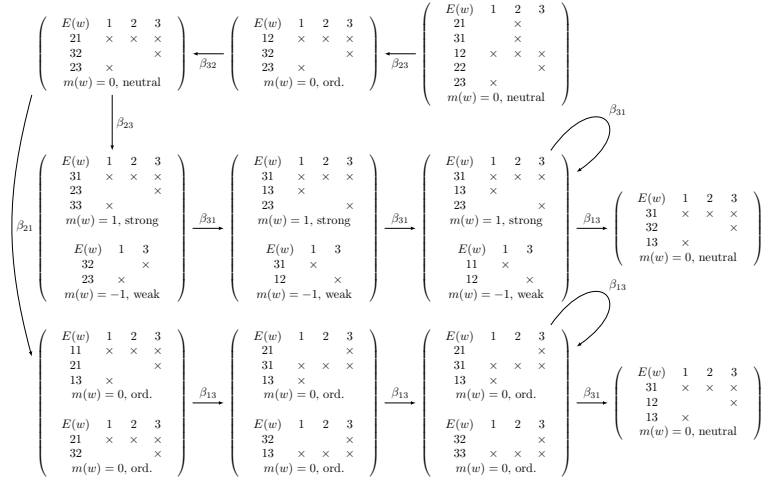 E(w) 1 2 3
21 × × ×
32 ×
23 ×
m(w) = 0, neutral
β32
E(w) 1 2 3
12 × × ×
32 ×
23 ×
m(w) = 0, ord.
β23
E(w) 1 2 3
21 ×
31 ×
12 × × ×
22 ×
23 ×
m(w) = 0, neutral
β23
β21
E(w) 1 2 3
31 × × ×
23 ×
33 ×
m(w) = 1, strong
E(w) 1 3
32 ×
23 ×
m(w) = −1, weak
β31
E(w) 1 2 3
31 × × ×
13 ×
23 ×
m(w) = 1, strong
E(w) 1 3
31 ×
12 ×
m(w) = −1, weak
β31
E(w) 1 2 3
31 × × ×
13 ×
23 ×
m(w) = 1, strong
E(w) 1 3
11 ×
12 ×
m(w) = −1, weak
β31
β13
E(w) 1 2 3
31 × × ×
32 ×
13 ×
m(w) = 0, neutral
E(w) 1 2 3
11 × × ×
21 ×
13 ×
m(w) = 0, ord.
E(w) 1 2 3
21 × × ×
32 ×
m(w) = 0, ord.
β13
E(w) 1 2 3
21 ×
31 × × ×
13 ×
m(w) = 0, ord.
E(w) 1 2 3
32 ×
13 × × ×
m(w) = 0, ord.
β13
E(w) 1 2 3
21 ×
31 × × ×
13 ×
m(w) = 0, ord.
E(w) 1 2 3
32 ×
33 × × ×
m(w) = 0, ord.
β13
β31
E(w) 1 2 3
31 × × ×
12 ×
13 ×
m(w) = 0, neutral